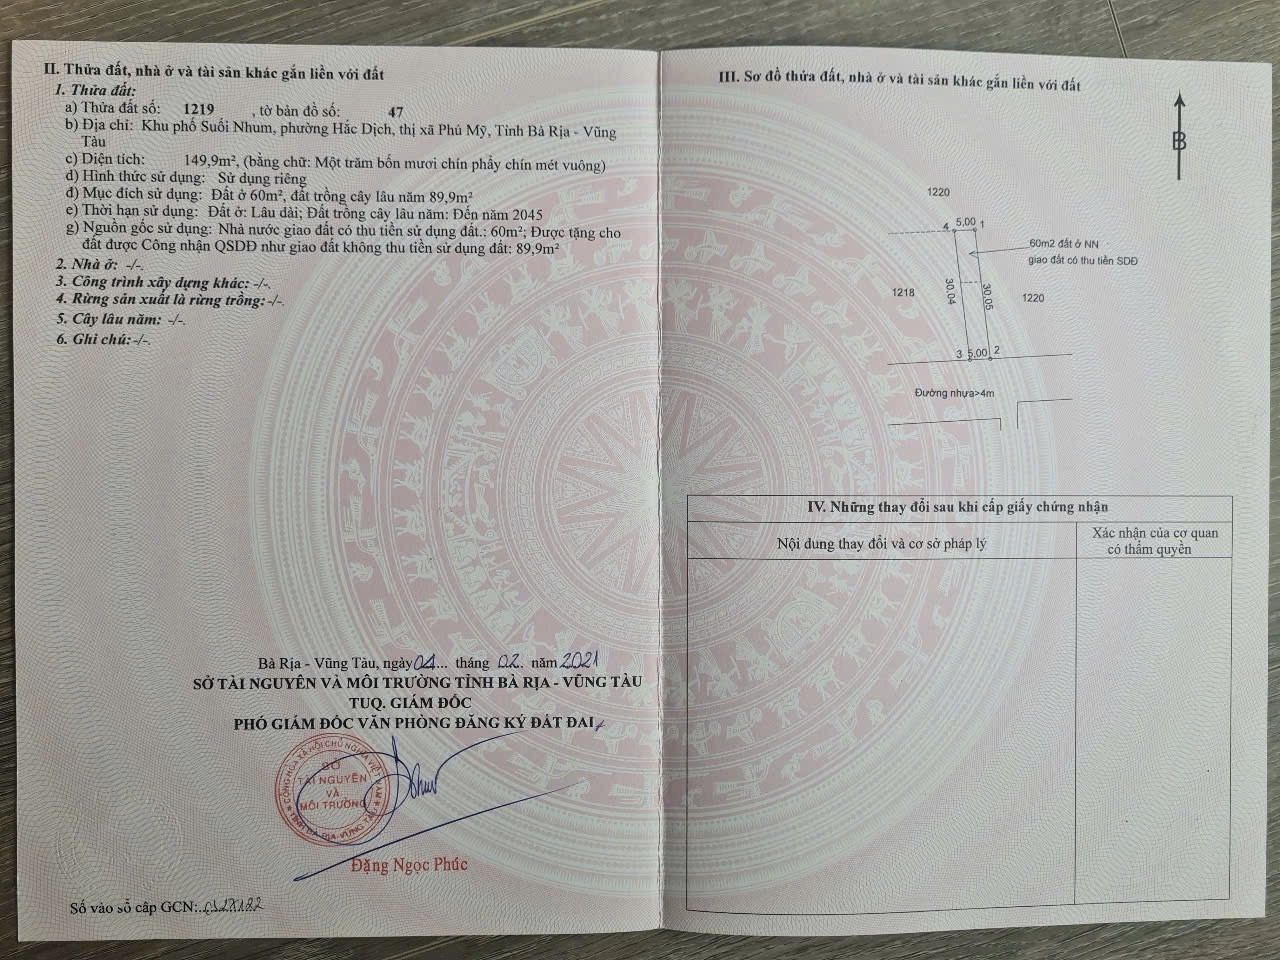 II. Thửa đất, nhà ở và tài sản khác gắn liền với đất
1. Thửa đất:
a) Thửa đất số: 1219 , tờ bản đồ số: 47
b) Địa chỉ: Khu phố Suối Nhum, phường Hắc Dịch, thị xã Phú Mỹ, Tỉnh Bà Rịa - Vũng
Tàu
c) Diện tích: 149,9m², (bằng chữ: Một trăm bốn mươi chín phẩy chín mét vuông)
d) Hình thức sử dụng: Sử dụng riêng
đ) Mục đích sử dụng: Đất ở 60m², đất trồng cây lâu năm 89,9m²
e) Thời hạn sử dụng: Đất ở: Lâu dài; Đất trồng cây lâu năm: Đến năm 2045
g) Nguồn gốc sử dụng: Nhà nước giao đất có thu tiền sử dụng đất.: 60m²; Được tặng cho
đất được Công nhận QSDĐ như giao đất không thu tiền sử dụng đất: 89,9m²
2. Nhà ở: -/-.
3. Công trình xây dựng khác: -/-.
4. Rừng sản xuất là rừng trồng: -/-.
5. Cây lâu năm: -/-.
6. Ghi chú: -/-.
Bà Rịa - Vũng Tàu, ngày 04... tháng 02. năm 2021
SỞ TÀI NGUYÊN VÀ MÔI TRƯỜNG TỈNH BÀ RỊA - VŨNG TÀU
TUQ. GIÁM ĐỐC
PHÓ GIÁM ĐỐC VĂN PHÒNG ĐĂNG KÝ ĐẤT ĐAI
CỘNG HÒA XÃ HỘI CHỦ NGHĨA VIỆT NAM
SỞ
TÀI NGUYÊN
VÀ
MÔI TRƯỜNG
TỈNH BÀ RỊA-VŨNG TÀU
Đặng Ngọc Phúc
Số vào sổ cấp GCN:
III. Sơ đồ thửa đất, nhà ở và tài sản khác gắn liền với đất
B
1220
4 5,00 1
60m2 đất ở NN
giao đất có thu tiền SDĐ
1218 30,04 30,05 1220
3 5,00 2
Đường nhựa>4m
IV. Những thay đổi sau khi cấp giấy chứng nhận
Nội dung thay đổi và cơ sở pháp lý
Xác nhận của cơ quan
có thẩm quyền